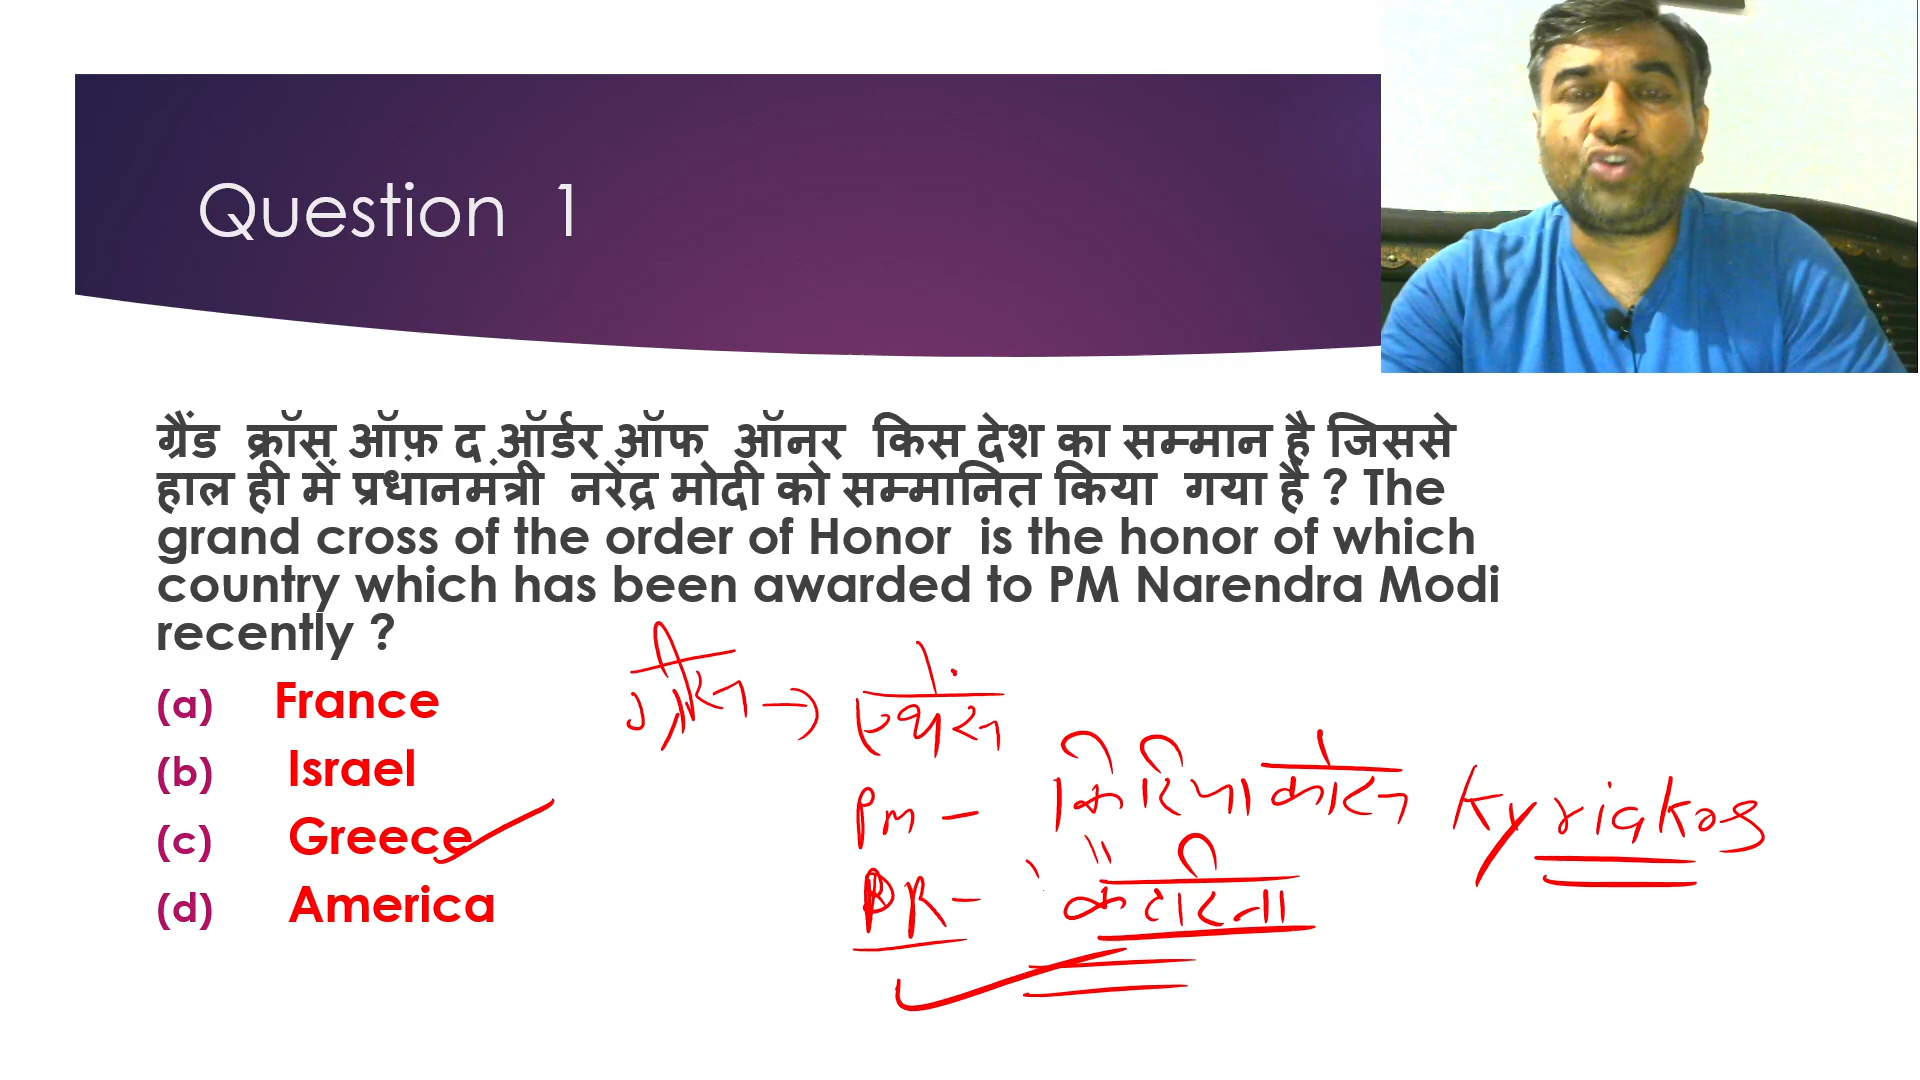 Question 1
ग्रैंड क्रॉस ऑफ़ द ऑर्डर ऑफ ऑनर किस देश का सम्मान है जिससे
हाल ही में प्रधानमंत्री नरेंद्र मोदी को सम्मानित किया गया है ? The
grand cross of the order of Honor is the honor of which
country which has been awarded to PM Narendra Modi
recently ?
(a) France
(b) Israel
(c) Greece
(d) America
ग्रीस → एथेंस
PM - किरियाकोस Kyriakos
PR - कैटरिना